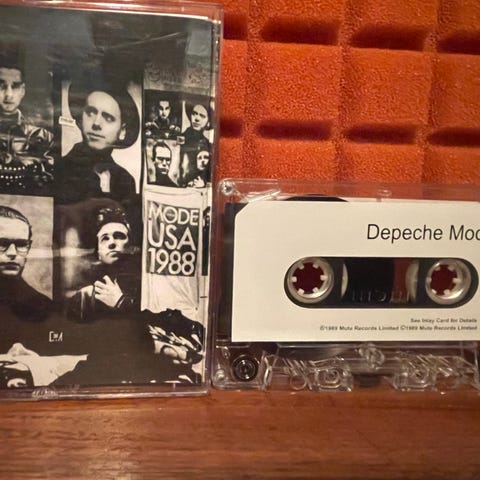 MODE
USA
1988
Depeche Mod
See Inlay Card for Details
©1989 Mute Records Limited ©1989 Mute Records Limited